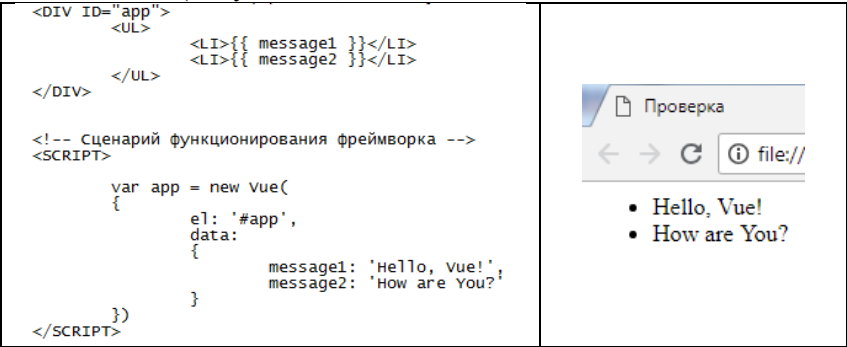 <DIV ID="app">
<UL>
<LI>{{ message1 }}</LI>
<LI>{{ message2 }}</LI>
</UL>
</DIV>
<!-- Сценарий функционирования фреймворка -->
<SCRIPT>
var app = new Vue(
{
el: '#app',
data:
{
message1: 'Hello, Vue!',
message2: 'How are You?'
}
})
</SCRIPT>
Проверка
file://
• Hello, Vue!
• How are You?